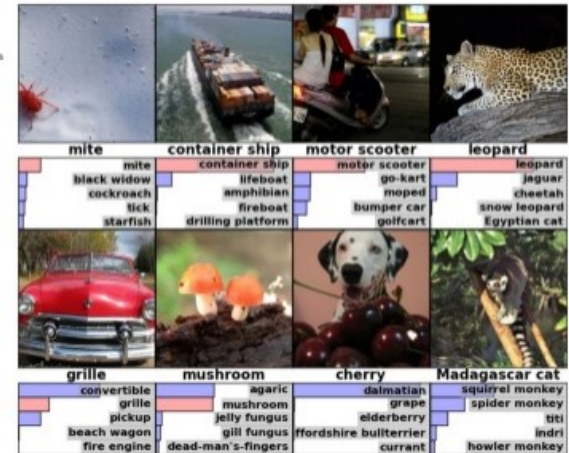 mite container ship motor scooter leopard
mite
black widow
cockroach
tick
starfish
container ship
lifeboat
amphibian
fireboat
drilling platform
motor scooter
go-kart
moped
bumper car
golfcart
leopard
jaguar
cheetah
snow leopard
Egyptian cat
grille mushroom cherry Madagascar cat
convertible
grille
pickup
beach wagon
fire engine
agaric
mushroom
jelly fungus
gill fungus
dead-man's-fingers
dalmatian
grape
elderberry
ffordshire bullterrier
currant
squirrel monkey
spider monkey
titi
indri
howler monkey